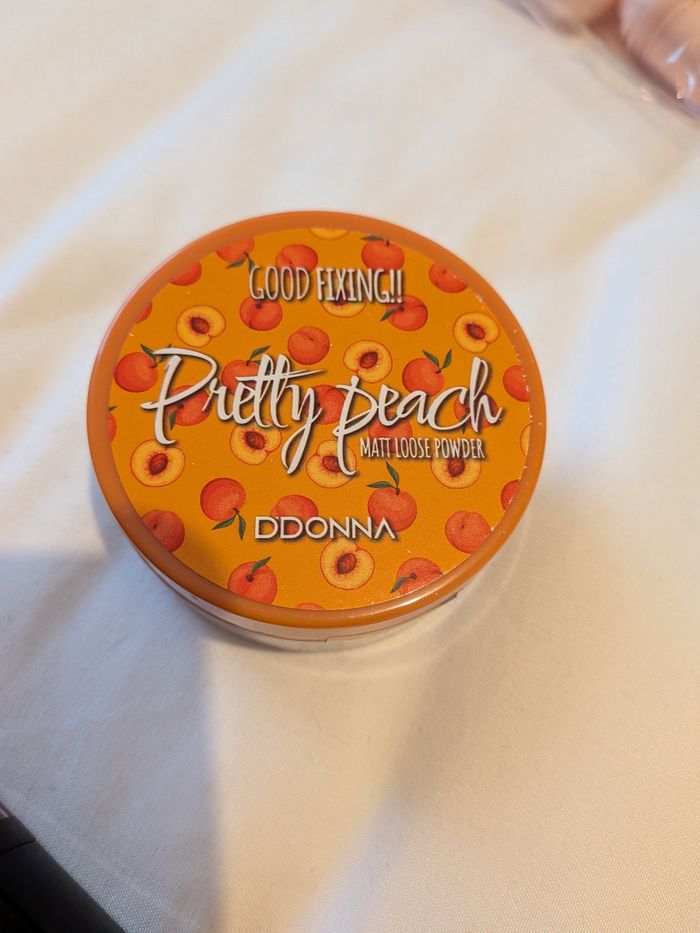 GOOD FIXING!!
Pretty peach
MATT LOOSE POWDER
DDONNA